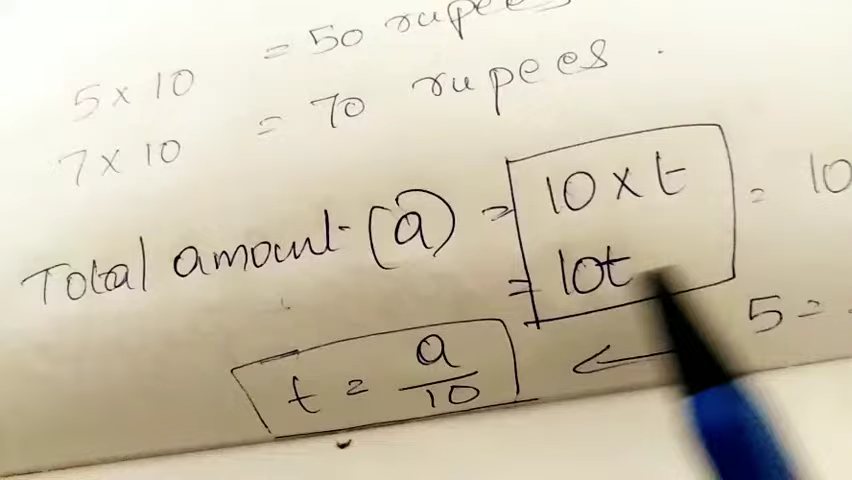 5 × 10 = 50 rupees
7 × 10 = 70 rupees.
Total amount (a) = 10 × t = 10
= 10t
5 =
t = a/10